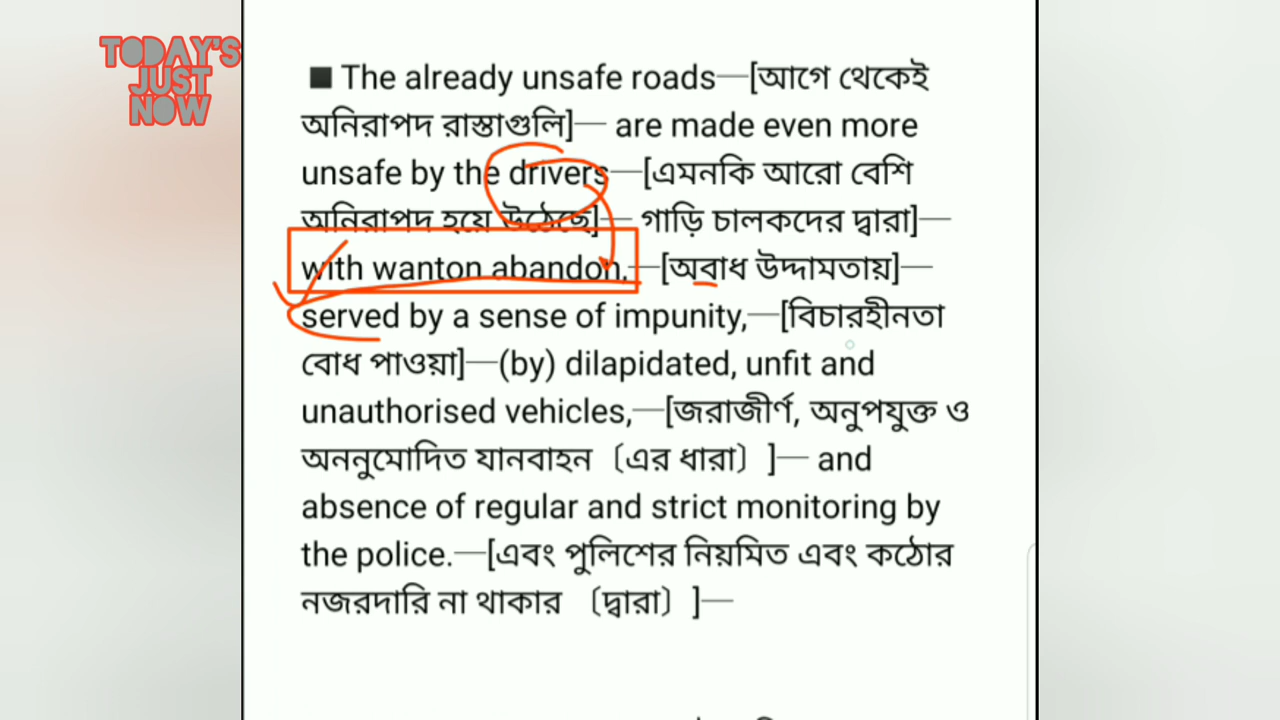 TODAY'S
JUST
NOW
■ The already unsafe roads—[আগে থেকেই
অনিরাপদ রাস্তাগুলি]— are made even more
unsafe by the drivers—[এমনকি আরো বেশি
অনিরাপদ হয়ে উঠেছে]— গাড়ি চালকদের দ্বারা]—
with wanton abandon,—[অবাধ উদ্দামতায়]—
served by a sense of impunity,—[বিচারহীনতা
বোধ পাওয়া]—(by) dilapidated, unfit and
unauthorised vehicles,—[জরাজীর্ণ, অনুপযুক্ত ও
অননুমোদিত যানবাহন〔এর ধারা〕]— and
absence of regular and strict monitoring by
the police.—[এবং পুলিশের নিয়মিত এবং কঠোর
নজরদারি না থাকার〔দ্বারা〕]—